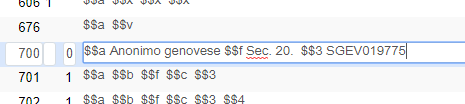 606 1 $$a $$x $$x $$x
676 $$a $$v
700 0 $$a Anonimo genovese $$f Sec. 20. $$3 SGEV019775
701 1 $$a $$b $$f $$c $$3
702 1 $$a $$b $$f $$c $$3 $$4